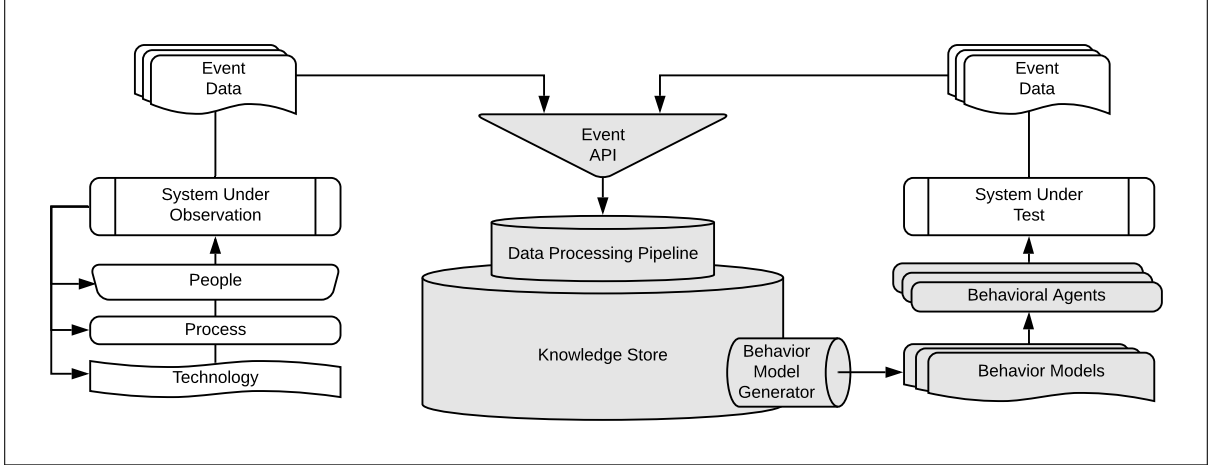 Event
Data
Event
Data
Event
API
System Under
Observation
System Under
Test
Data Processing Pipeline
People
Behavioral Agents
Process
Knowledge Store
Behavior
Model
Generator
Behavior Models
Technology